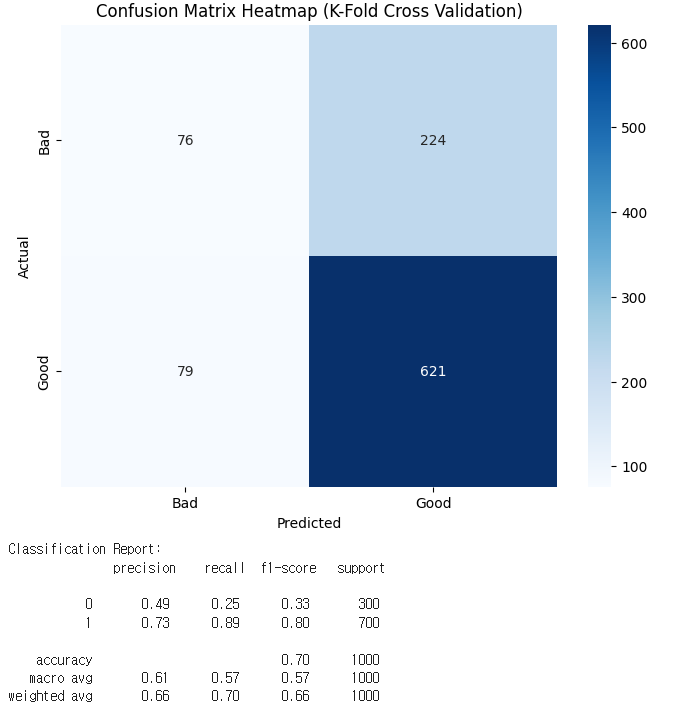 Confusion Matrix Heatmap (K-Fold Cross Validation)
600
500
400
300
200
100
Bad
76
224
Actual
Good
79
621
Bad Good
Predicted
Classification Report:
precision recall f1-score support
0 0.49 0.25 0.33 300
1 0.73 0.89 0.80 700
accuracy 0.70 1000
macro avg 0.61 0.57 0.57 1000
weighted avg 0.66 0.70 0.66 1000